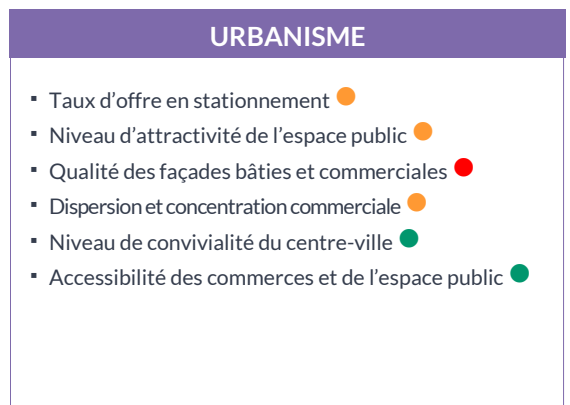 URBANISME
▪ Taux d’offre en stationnement
▪ Niveau d’attractivité de l’espace public
▪ Qualité des façades bâties et commerciales
▪ Dispersion et concentration commerciale
▪ Niveau de convivialité du centre-ville
▪ Accessibilité des commerces et de l’espace public